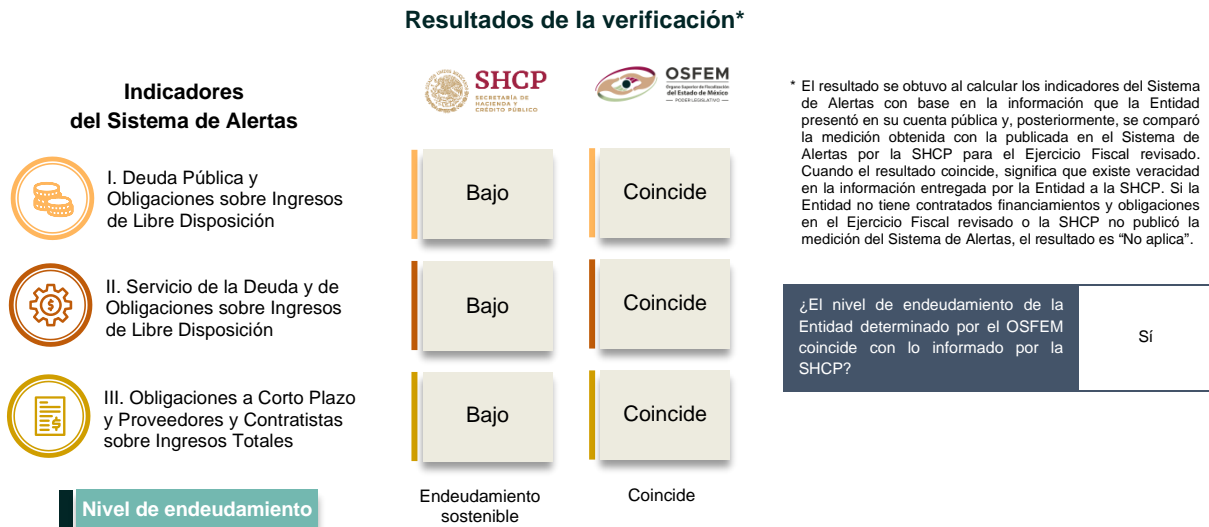 Resultados de la verificación*
Indicadores
del Sistema de Alertas
SHCP
SECRETARÍA DE
HACIENDA Y
CRÉDITO PÚBLICO
OSFEM
Órgano Superior de Fiscalización
del Estado de México
PODER LEGISLATIVO
I. Deuda Pública y
Obligaciones sobre Ingresos
de Libre Disposición
Bajo
Coincide
II. Servicio de la Deuda y de
Obligaciones sobre Ingresos
de Libre Disposición
Bajo
Coincide
III. Obligaciones a Corto Plazo
y Proveedores y Contratistas
sobre Ingresos Totales
Bajo
Coincide
Nivel de endeudamiento
Endeudamiento
sostenible
Coincide
* El resultado se obtuvo al calcular los indicadores del Sistema
de Alertas con base en la información que la Entidad
presentó en su cuenta pública y, posteriormente, se comparó
la medición obtenida con la publicada en el Sistema de
Alertas por la SHCP para el Ejercicio Fiscal revisado.
Cuando el resultado coincide, significa que existe veracidad
en la información entregada por la Entidad a la SHCP. Si la
Entidad no tiene contratados financiamientos y obligaciones
en el Ejercicio Fiscal revisado o la SHCP no publicó la
medición del Sistema de Alertas, el resultado es “No aplica”.
¿El nivel de endeudamiento de la
Entidad determinado por el OSFEM
coincide con lo informado por la
SHCP?
Sí